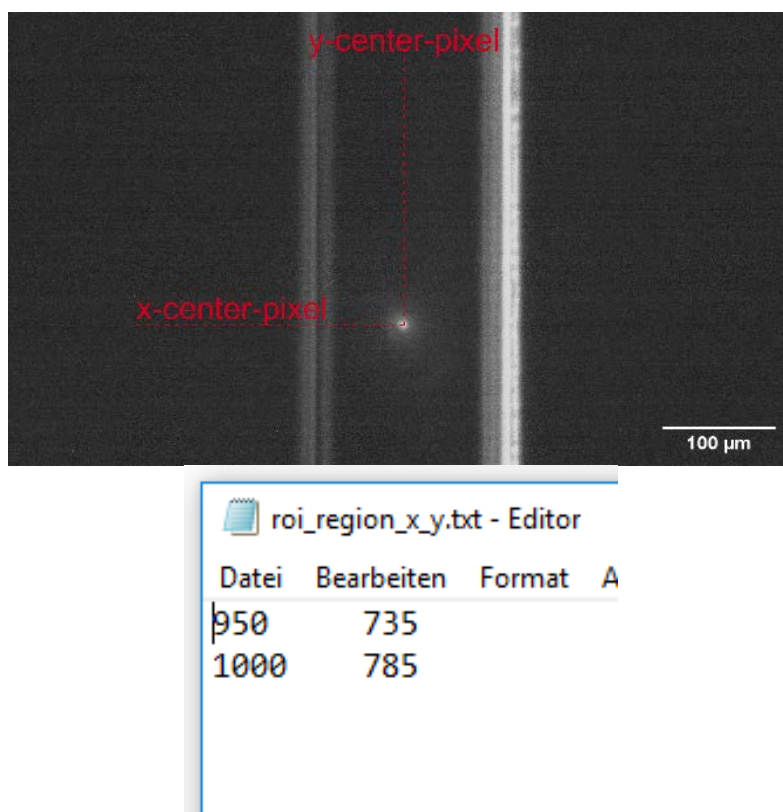 y-center-pixel
x-center-pixel
100 µm
roi_region_x_y.txt - Editor
Datei Bearbeiten Format A
950 735
1000 785